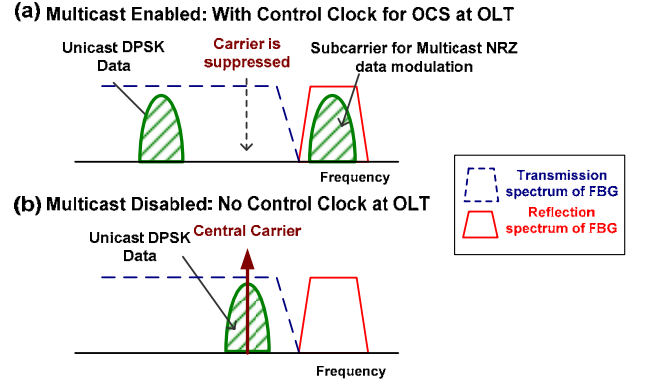 (a) Multicast Enabled: With Control Clock for OCS at OLT
Unicast DPSK
Data
Carrier is
suppressed
Subcarrier for Multicast NRZ
data modulation
Frequency
(b) Multicast Disabled: No Control Clock at OLT
Unicast DPSK
Data
Central Carrier
Frequency
Transmission
spectrum of FBG
Reflection
spectrum of FBG